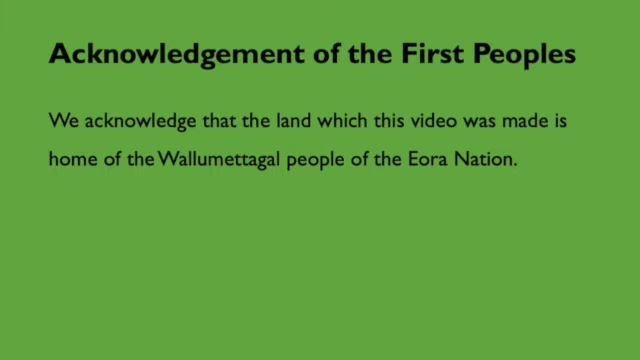 Acknowledgement of the First Peoples
We acknowledge that the land which this video was made is
home of the Wallumettagal people of the Eora Nation.